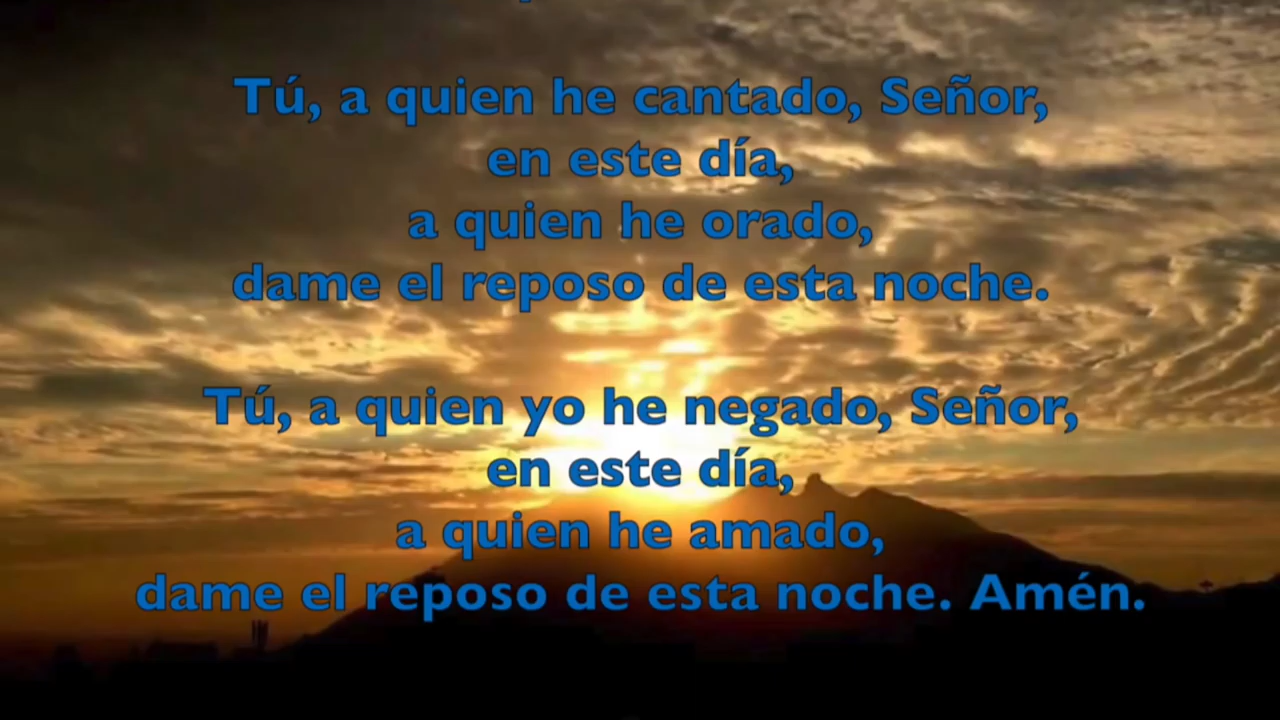 Tú, a quien he cantado, Señor,
en este día,
a quien he orado,
dame el reposo de esta noche.
Tú, a quien yo he negado, Señor,
en este día,
a quien he amado,
dame el reposo de esta noche. Amén.